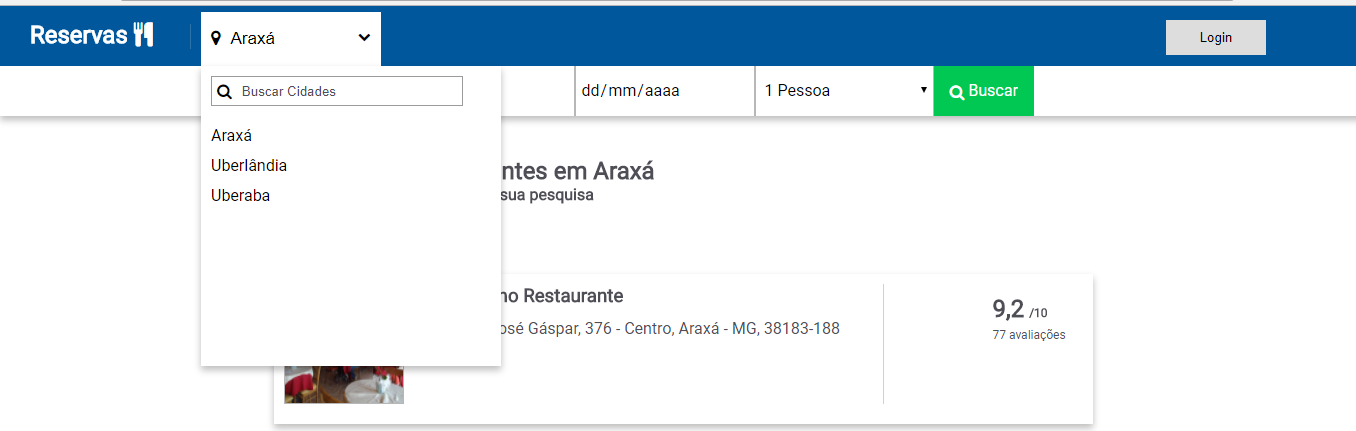 Reservas
Araxá
Login
Buscar Cidades
dd/mm/aaaa
1 Pessoa
Buscar
Araxá
Uberlândia
Uberaba
ntes em Araxá
sua pesquisa
no Restaurante
osé Gáspar, 376 - Centro, Araxá - MG, 38183-188
9,2 /10
77 avaliações